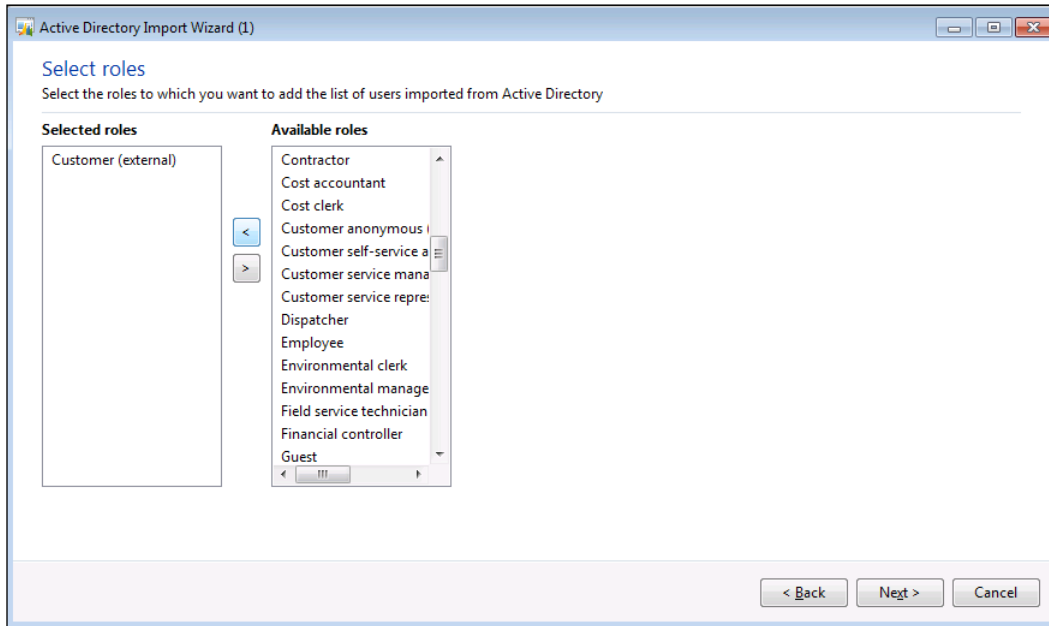 Active Directory Import Wizard (1)
Select roles
Select the roles to which you want to add the list of users imported from Active Directory
Selected roles
Customer (external)
<
>
Available roles
Contractor
Cost accountant
Cost clerk
Customer anonymous (
Customer self-service a
Customer service mana
Customer service repre
Dispatcher
Employee
Environmental clerk
Environmental manage
Field service technician
Financial controller
Guest
< Back
Next >
Cancel